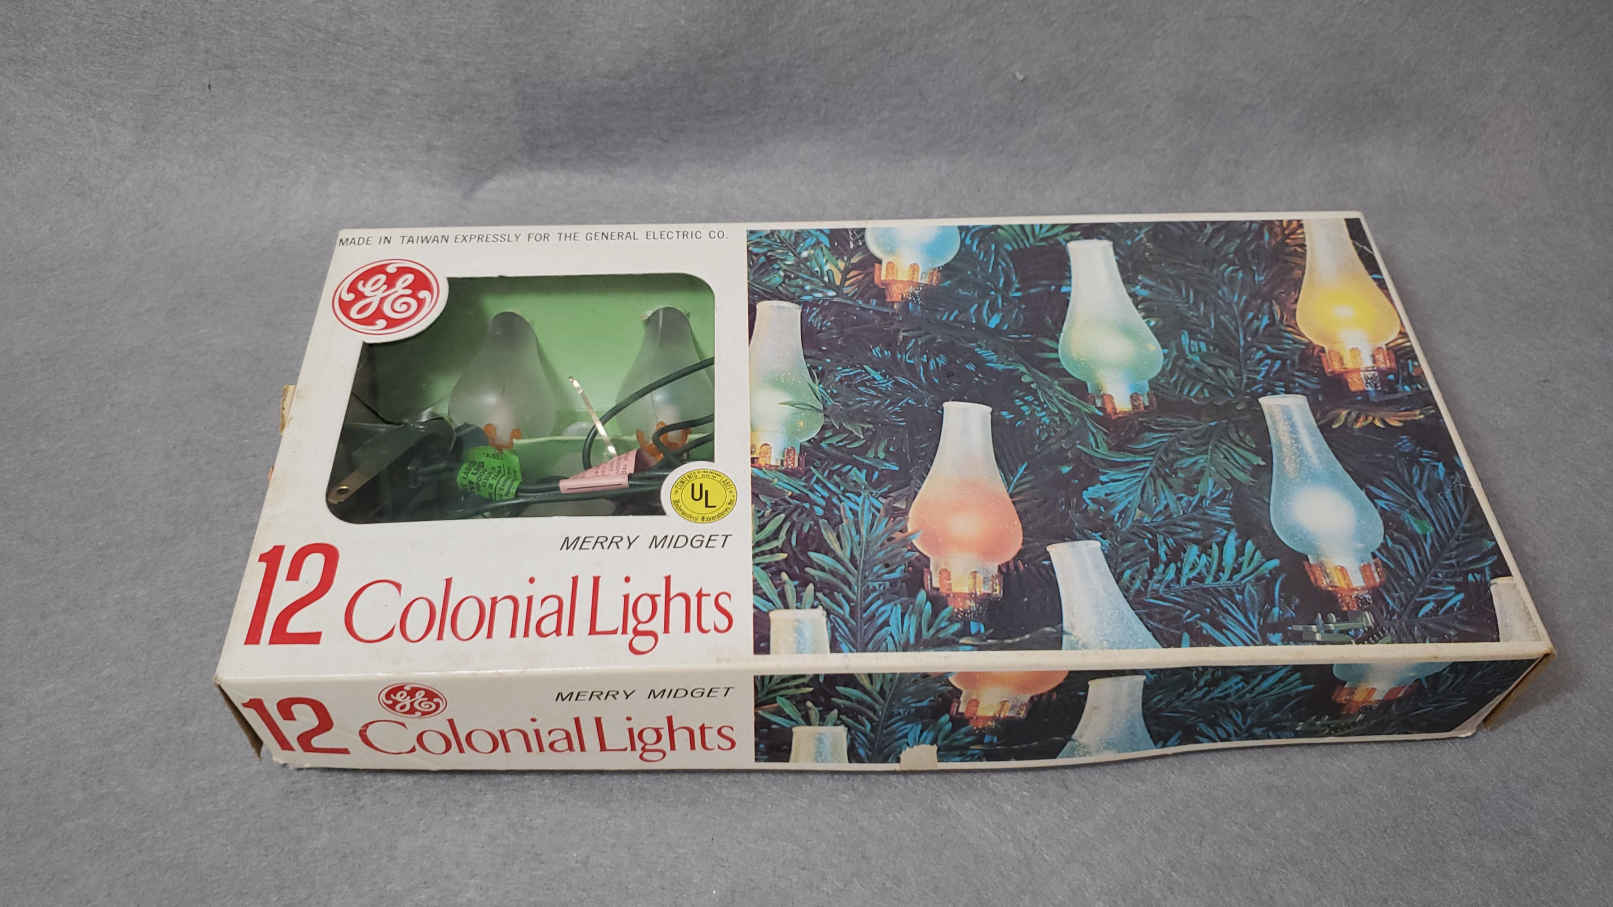 MADE IN TAIWAN EXPRESSLY FOR THE GENERAL ELECTRIC CO.
GE
UL
MERRY MIDGET
12 Colonial Lights
GE
MERRY MIDGET
12 Colonial Lights